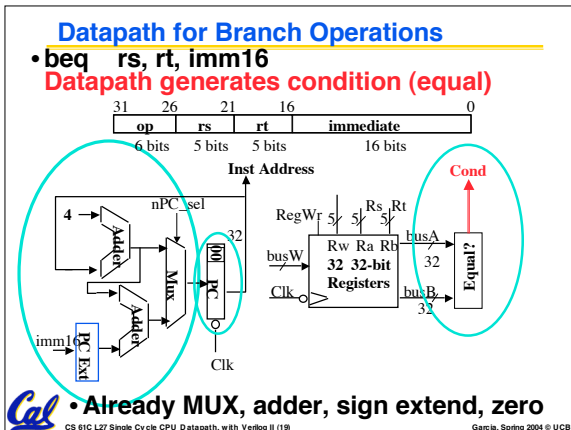 Datapath for Branch Operations
• beq rs, rt, imm16
Datapath generates condition (equal)
31 26 21 16 0
op rs rt immediate
6 bits 5 bits 5 bits 16 bits
Inst Address
Cond
nPC_sel
32
4
Adder
Mux
00
PC
Adder
imm16
PC Ext
Clk
Rs Rt
RegWr 5 5 5
busA
Rw Ra Rb
32
busW
32 32-bit
Registers
Equal?
Clk
busB
32
Cal
• Already MUX, adder, sign extend, zero
CS 61C L27 Single Cycle CPU Datapath, with Verilog II (19)
Garcia, Spring 2004 © UCB